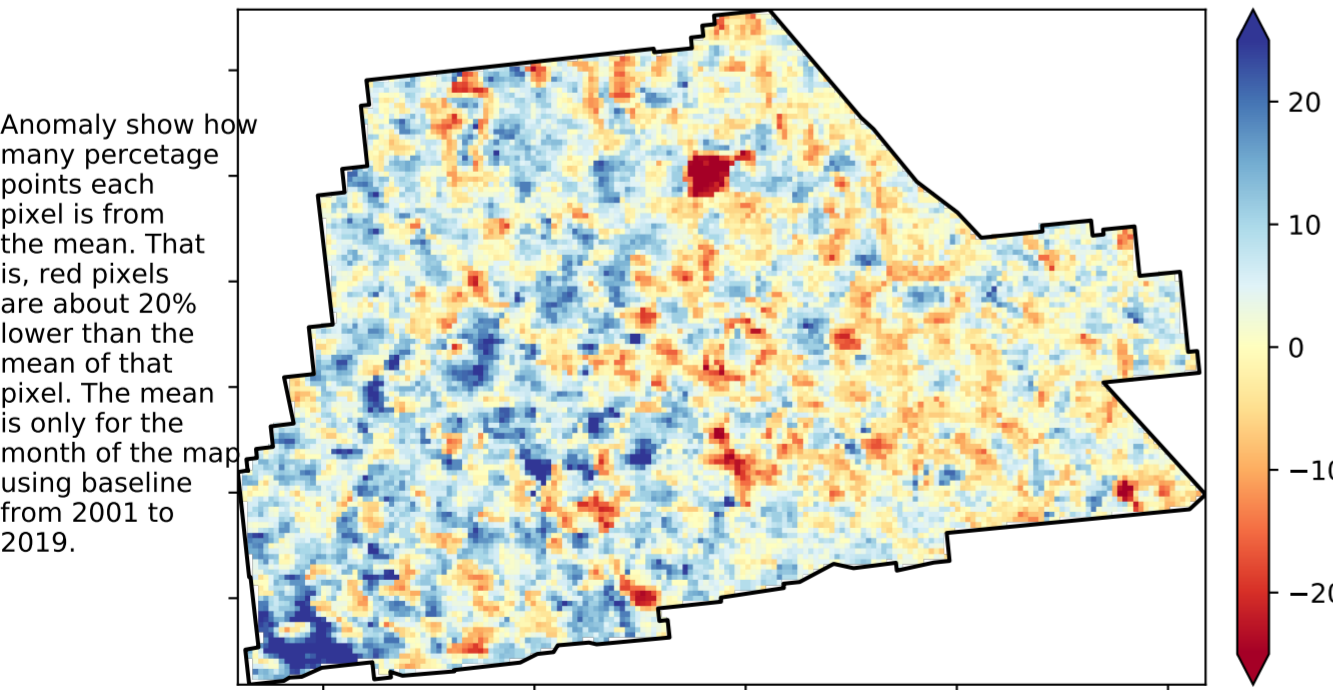 Anomaly show how
many percetage
points each
pixel is from
the mean. That
is, red pixels
are about 20%
lower than the
mean of that
pixel. The mean
is only for the
month of the map
using baseline
from 2001 to
2019.
20
10
0
−10
−20